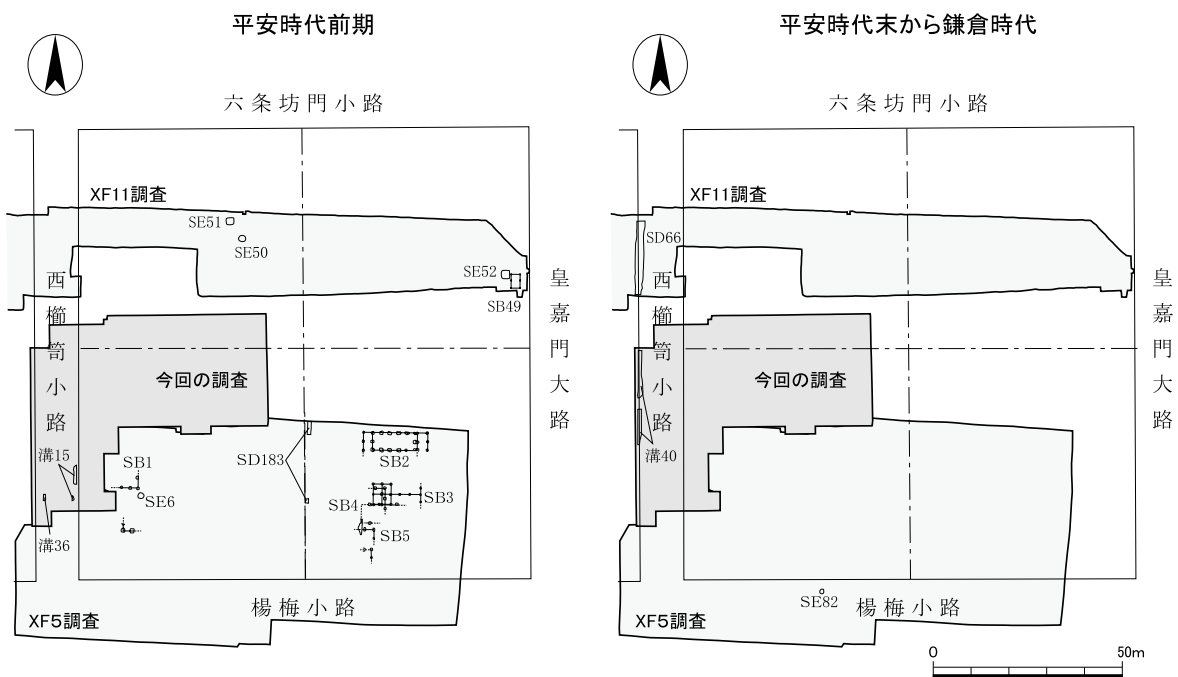 平安時代前期
六条坊門小路
XF11調査
SE51
SE50
SE52
SB49
西櫛笥小路
皇嘉門大路
今回の調査
溝15
SB1
SE6
SD183
SB2
SB4
SB3
SB5
溝36
楊梅小路
XF5調査
平安時代末から鎌倉時代
六条坊門小路
XF11調査
SD66
西櫛笥小路
皇嘉門大路
今回の調査
溝40
SE82
楊梅小路
XF5調査
0
50m